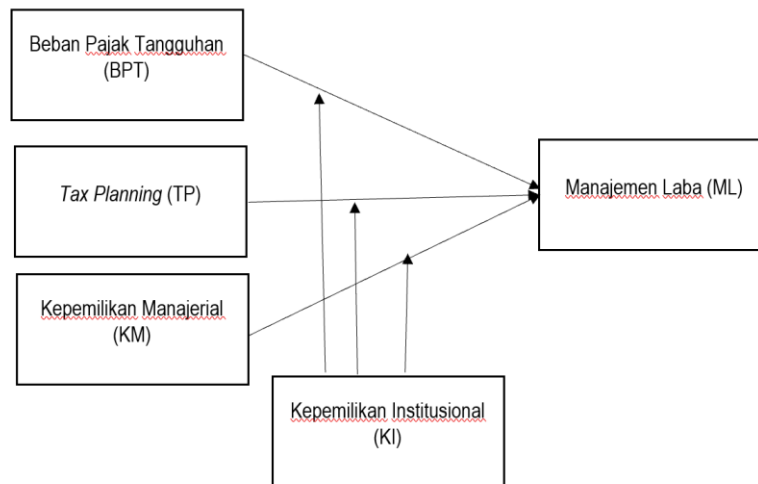 Beban Pajak Tangguhan
(BPT)
Tax Planning (TP)
Manajemen Laba (ML)
Kepemilikan Manajerial
(KM)
Kepemilikan Institusional
(KI)